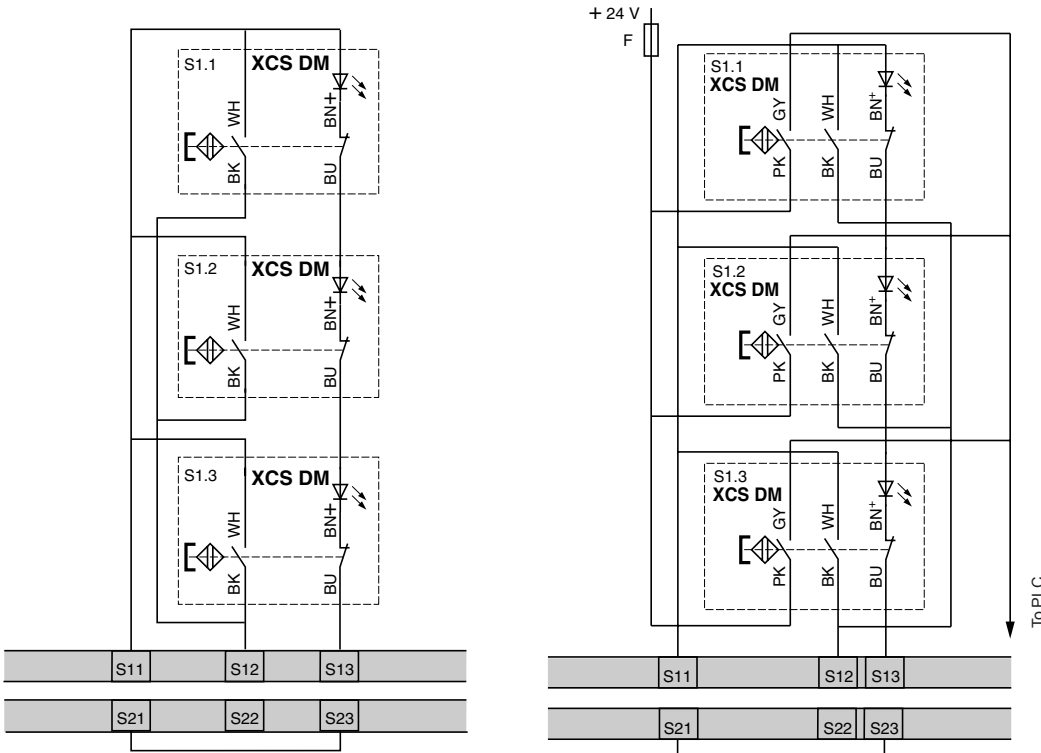 S1.1
XCS DM
WH
BN+
BK
BU
S1.2
XCS DM
WH
BN+
BK
BU
S1.3
XCS DM
WH
BN+
BK
BU
S11 S12 S13
S21 S22 S23
+ 24 V
F
S1.1
XCS DM
GY
WH
BN+
PK
BK
BU
S1.2
XCS DM
GY
WH
BN+
PK
BK
BU
S1.3
XCS DM
GY
WH
BN+
PK
BK
BU
To PLC
S11 S12 S13
S21 S22 S23